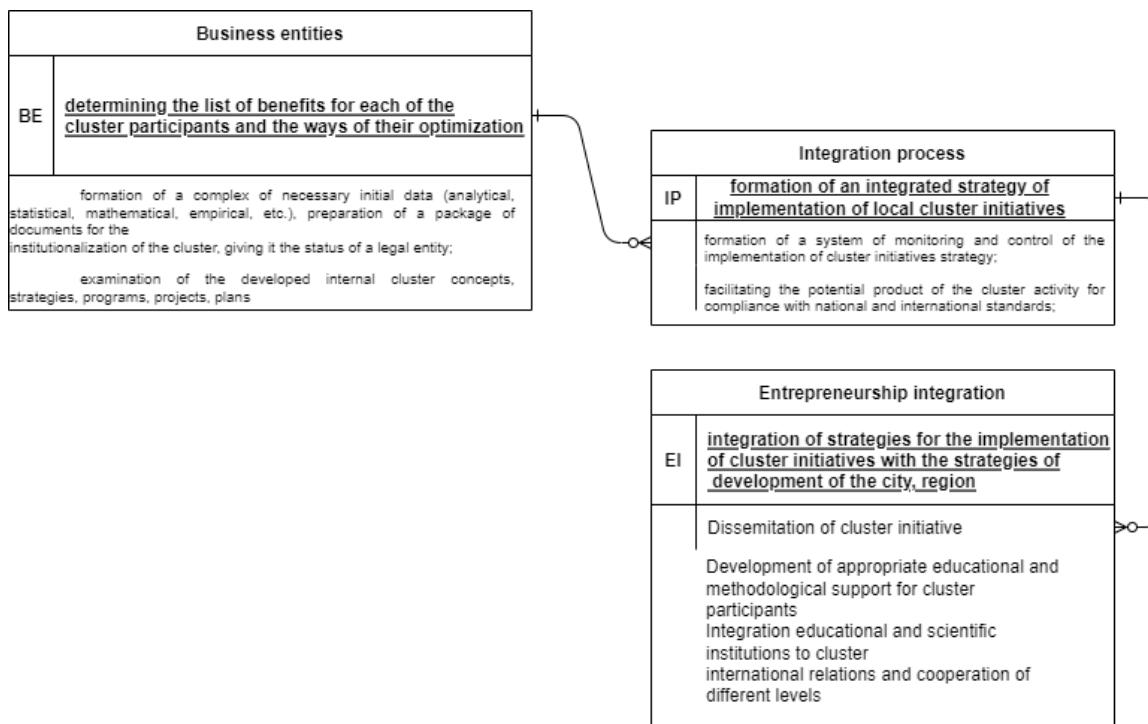 Business entities
BE
determining the list of benefits for each of the
cluster participants and the ways of their optimization
formation of a complex of necessary initial data (analytical,
statistical, mathematical, empirical, etc.), preparation of a package of
documents for the
institutionalization of the cluster, giving it the status of a legal entity;
examination of the developed internal cluster concepts,
strategies, programs, projects, plans
Integration process
IP
formation of an integrated strategy of
implementation of local cluster initiatives
formation of a system of monitoring and control of the
implementation of cluster initiatives strategy;
facilitating the potential product of the cluster activity for
compliance with national and international standards;
Entrepreneurship integration
EI
integration of strategies for the implementation
of cluster initiatives with the strategies of
development of the city, region
Dissemitation of cluster initiative
Development of appropriate educational and
methodological support for cluster
participants
Integration educational and scientific
institutions to cluster
international relations and cooperation of
different levels